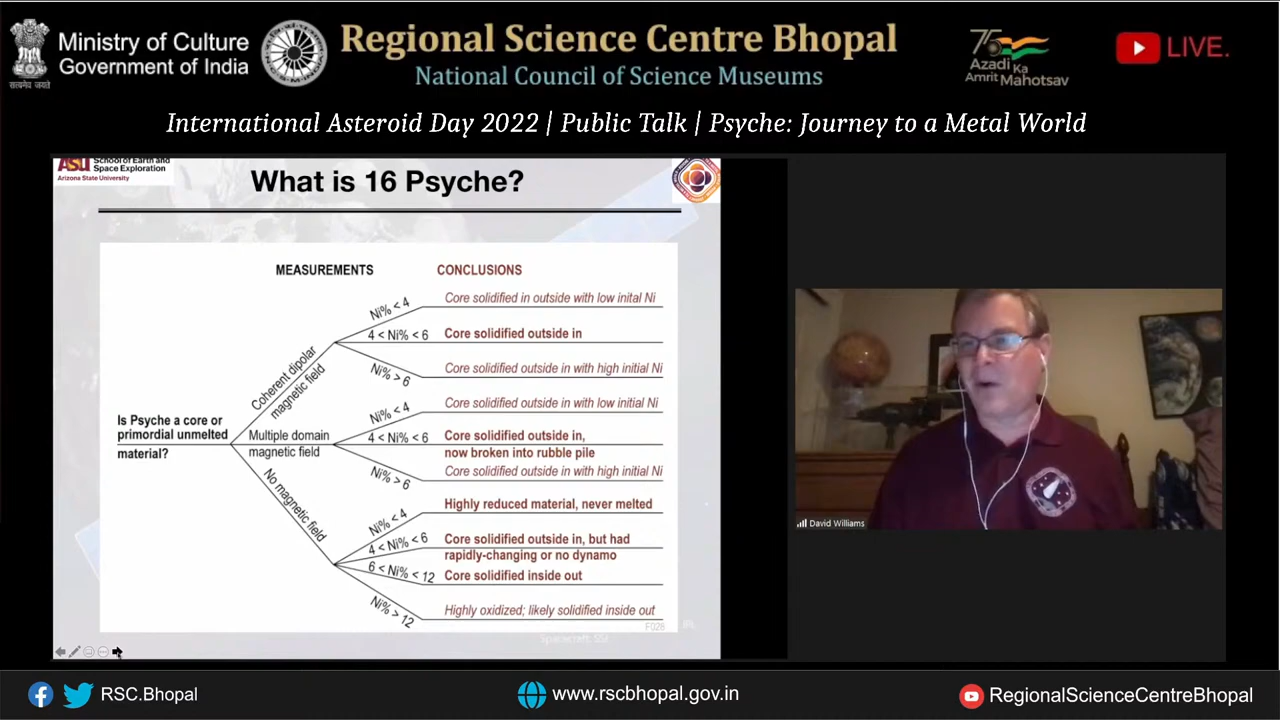 Ministry of Culture
Government of India
सत्यमेव जयते
Regional Science Centre Bhopal
National Council of Science Museums
75
Azadi Ka
Amrit Mahotsav
LIVE.
International Asteroid Day 2022 | Public Talk | Psyche: Journey to a Metal World
ASU School of Earth and
Space Exploration
Arizona State University
What is 16 Psyche?
MEASUREMENTS
CONCLUSIONS
Is Psyche a core or
primordial unmelted
material?
Coherent dipolar
magnetic field
Ni% < 4
Core solidified in outside with low inital Ni
4 < Ni% < 6
Core solidified outside in
Ni% > 6
Core solidified outside in with high initial Ni
Multiple domain
magnetic field
Ni% < 4
Core solidified outside in with low initial Ni
4 < Ni% < 6
Core solidified outside in,
now broken into rubble pile
Ni% > 6
Core solidified outside in with high initial Ni
No magnetic field
Ni% < 4
Highly reduced material, never melted
4 < Ni% < 6
Core solidified outside in, but had
rapidly-changing or no dynamo
6 < Ni% < 12
Core solidified inside out
Ni% > 12
Highly oxidized; likely solidified inside out
F028
David Williams
RSC.Bhopal
www.rscbhopal.gov.in
RegionalScienceCentreBhopal